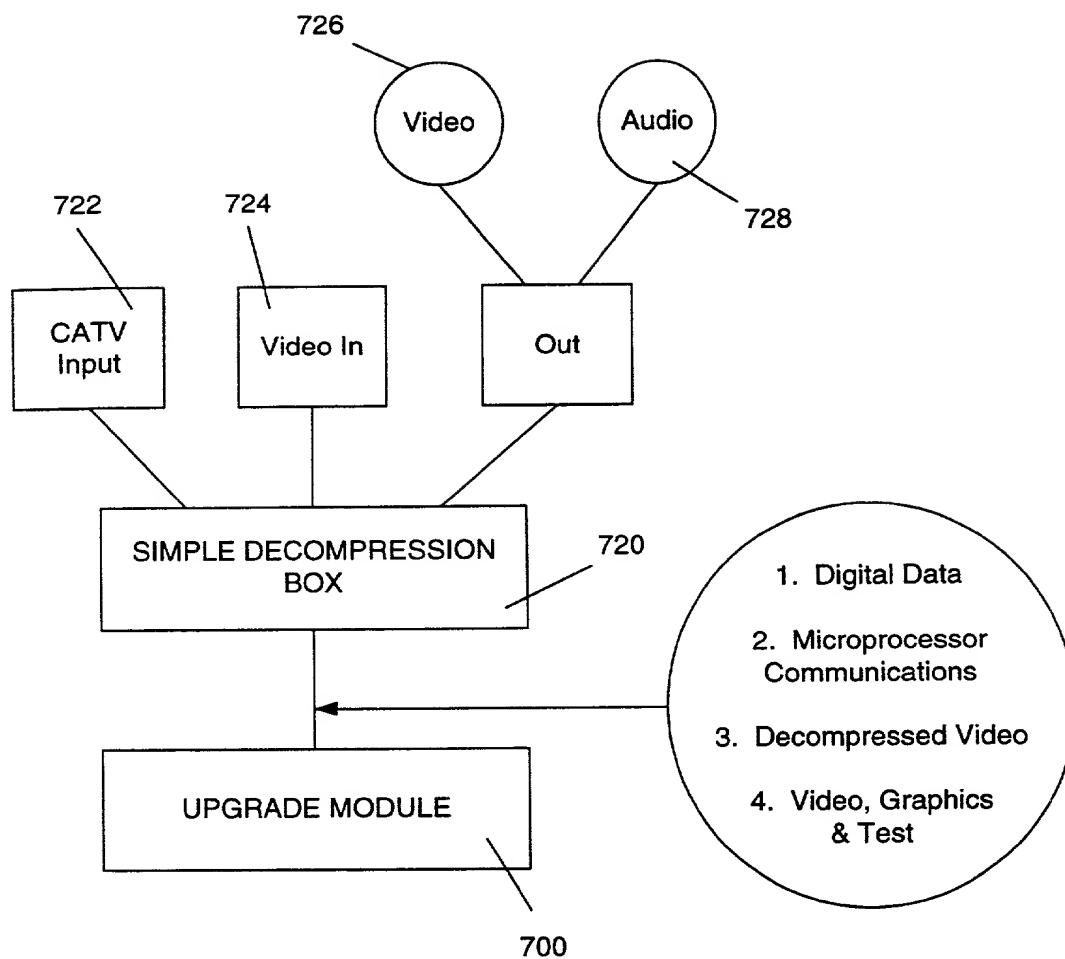 726
Video
Audio
728
722
724
CATV
Input
Video In
Out
SIMPLE DECOMPRESSION
BOX
720
1. Digital Data
2. Microprocessor
Communications
3. Decompressed Video
4. Video, Graphics
& Test
UPGRADE MODULE
700